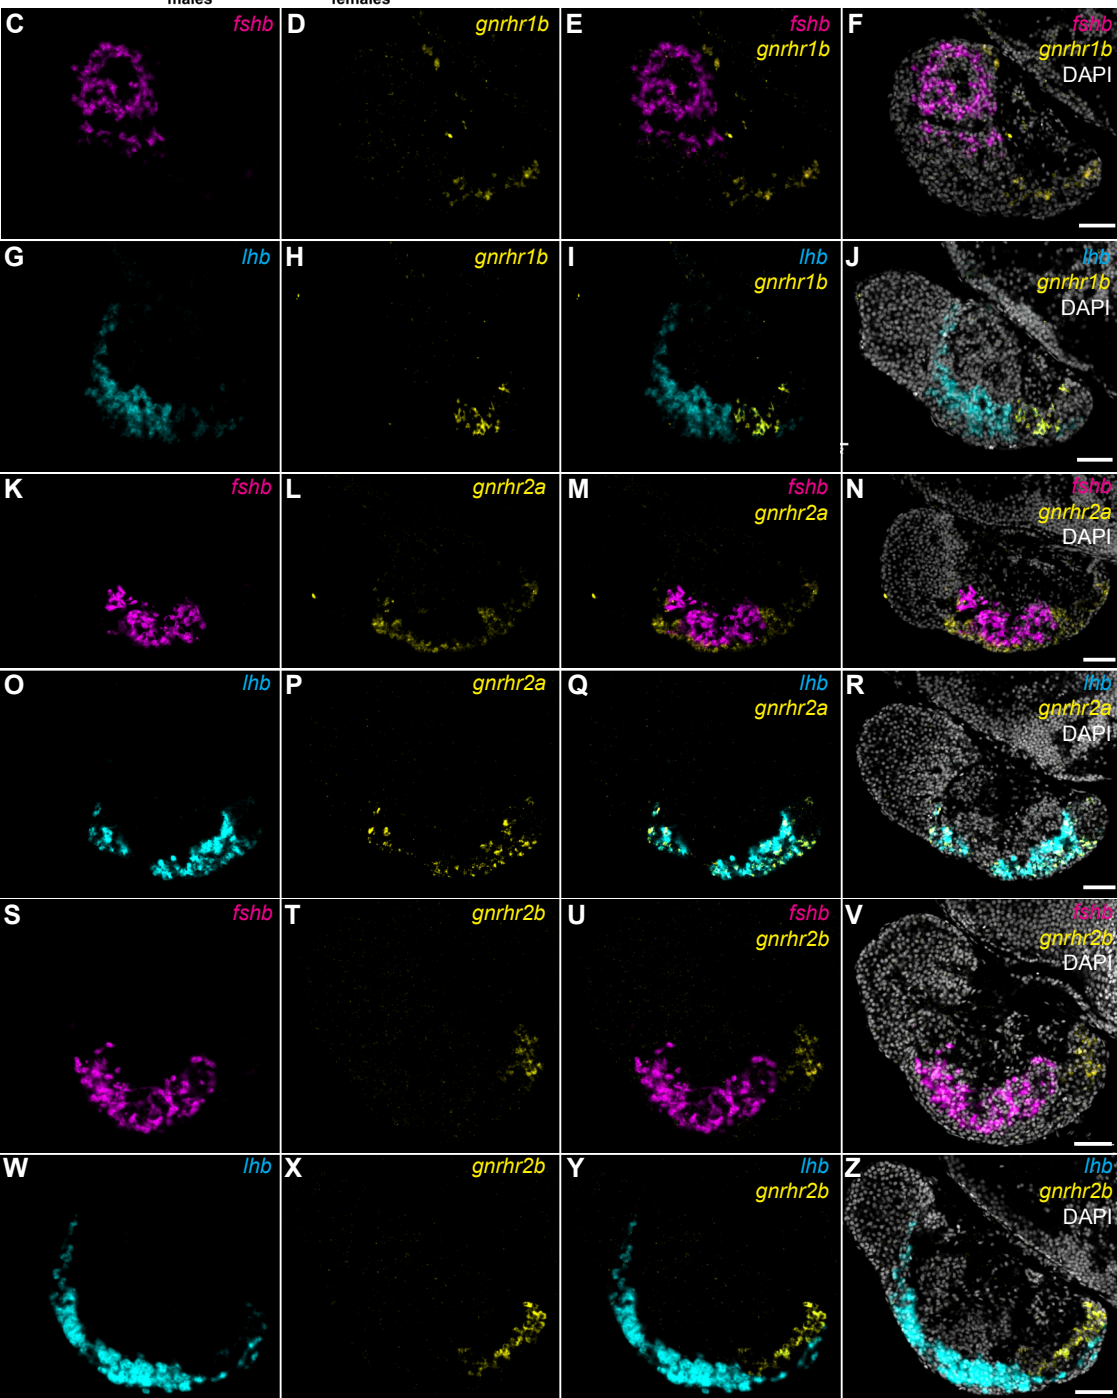 males females
C fshb D gnrhr1b E fshb F fshb
gnrhr1b gnrhr1b
DAPI
G lhb H gnrhr1b I lhb J lhb
gnrhr1b gnrhr1b
DAPI
K fshb L gnrhr2a M fshb N fshb
gnrhr2a gnrhr2a
DAPI
O lhb P gnrhr2a Q lhb R lhb
gnrhr2a gnrhr2a
DAPI
S fshb T gnrhr2b U fshb V fshb
gnrhr2b gnrhr2b
DAPI
W lhb X gnrhr2b Y lhb Z lhb
gnrhr2b gnrhr2b
DAPI